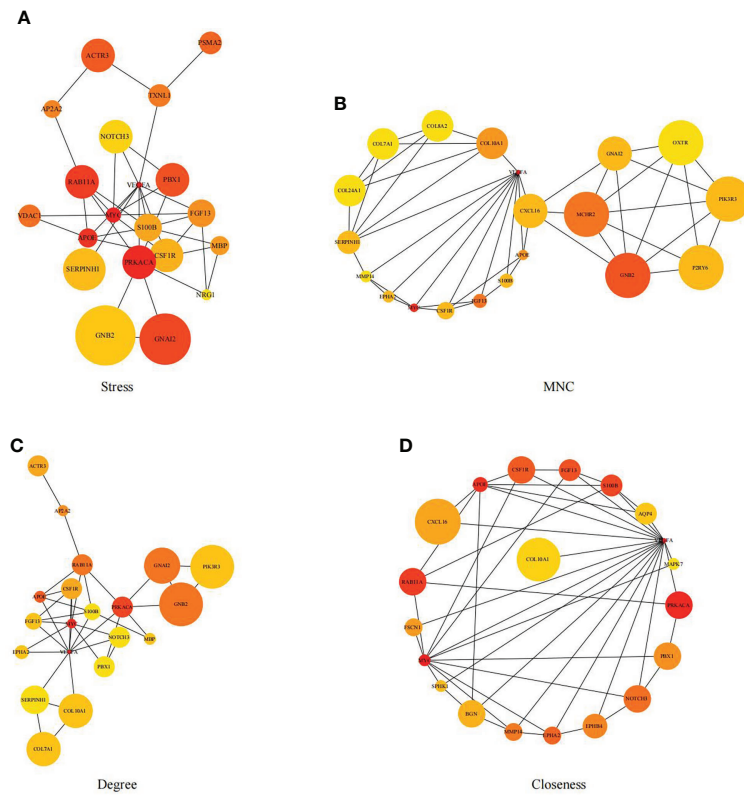 A
ACTR3
PSMA2
AP2A2
TXNL1
NOTCH3
RAB11A
VEGFA
PBX1
VDAC1
MYC
FGF13
APOE
S100B
MBP
SERPINH1
PRKACA
CSF1R
NRG1
GNB2
GNAI2
Stress
B
COL7A1
COL8A2
COL10A1
COL24A1
SERPINH1
MMP14
EPHA2
CSF1R
FGF13
S100B
APOE
CXCL16
GNAI2
OXTR
MCHR2
PIK3R3
GNB2
P2RY6
MNC
C
ACTR3
AP2A2
RAB11A
GNAI2
PIK3R3
CSF1R
APOE
S100B
PRKACA
GNB2
FGF13
NOTCH3
MBP
EPHA2
PBX1
SERPINH1
COL10A1
COL7A1
Degree
D
CSF1R
FGF13
APOE
S100B
CXCL16
AQP4
COL10A1
MAPK7
RAB11A
PRKACA
FSCN1
PBX1
SPHK1
BGN
NOTCH3
MMP14
EPHA2
EPHB4
Closeness